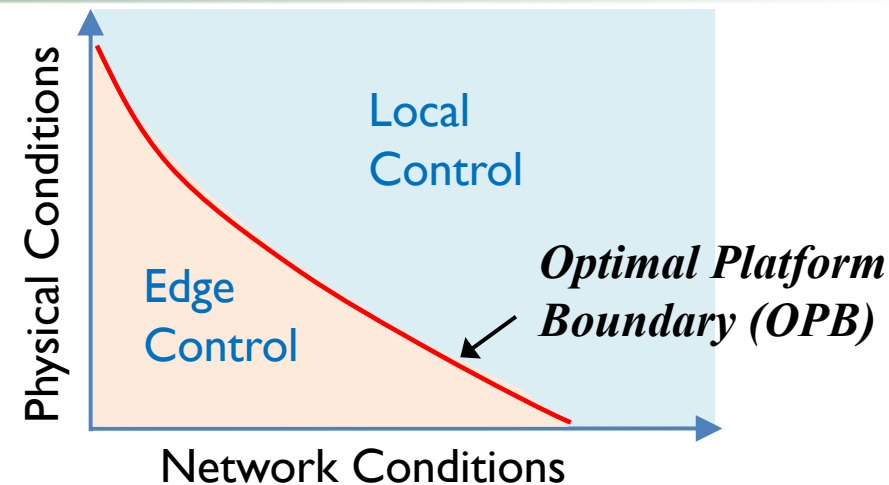 Physical Conditions
Local
Control
Edge
Control
Optimal Platform
Boundary (OPB)
Network Conditions